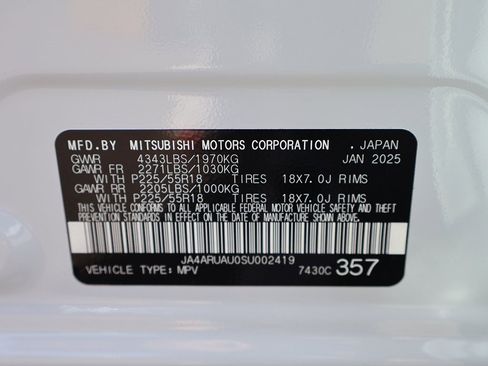 MFD.BY MITSUBISHI MOTORS CORPORATION .JAPAN
GVWR 4343LBS/1970KG JAN 2025
GAWR FR 2271LBS/1030KG
WITH P225/55R18 TIRES 18X7.0J RIMS
GAWR RR 2205LBS/1000KG
WITH P225/55R18 TIRES 18X7.0J RIMS
THIS VEHICLE CONFORMS TO ALL APPLICABLE FEDERAL MOTOR VEHICLE SAFETY AND THEFT
PREVENTION STANDARDS IN EFFECT ON THE DATE OF MANUFACTURE SHOWN ABOVE.
JA4ARUAU0SU002419
VEHICLE TYPE: MPV 7430C 357